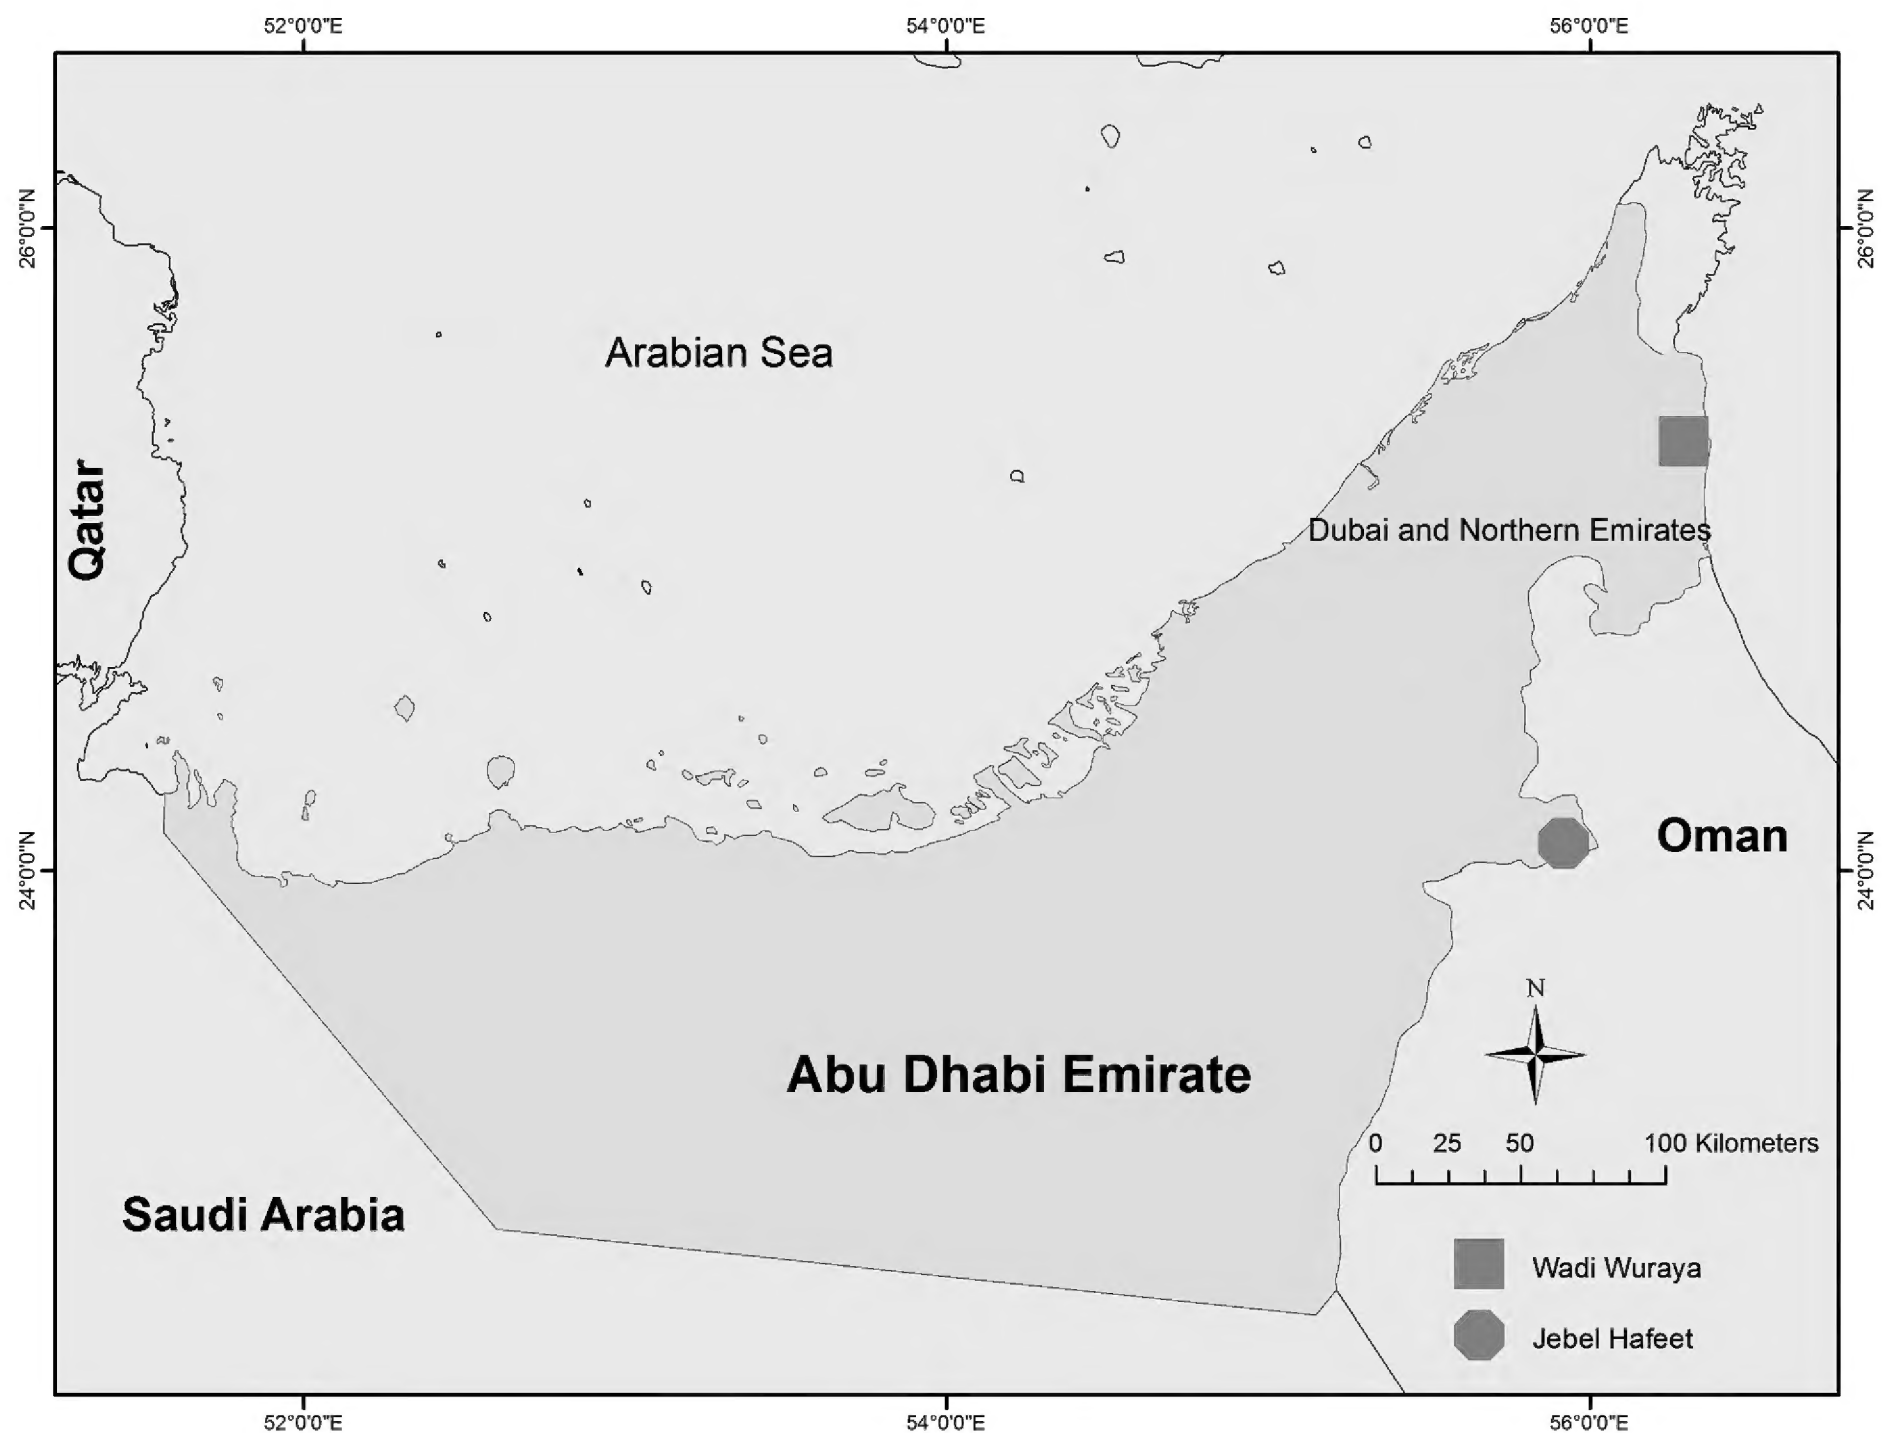 52°0'0"E
54°0'0"E
56°0'0"E
26°0'0"N
26°0'0"N
Arabian Sea
Qatar
Dubai and Northern Emirates
24°0'0"N
Oman
24°0'0"N
N
Abu Dhabi Emirate
0 25 50 100 Kilometers
Saudi Arabia
Wadi Wuraya
Jebel Hafeet
52°0'0"E
54°0'0"E
56°0'0"E